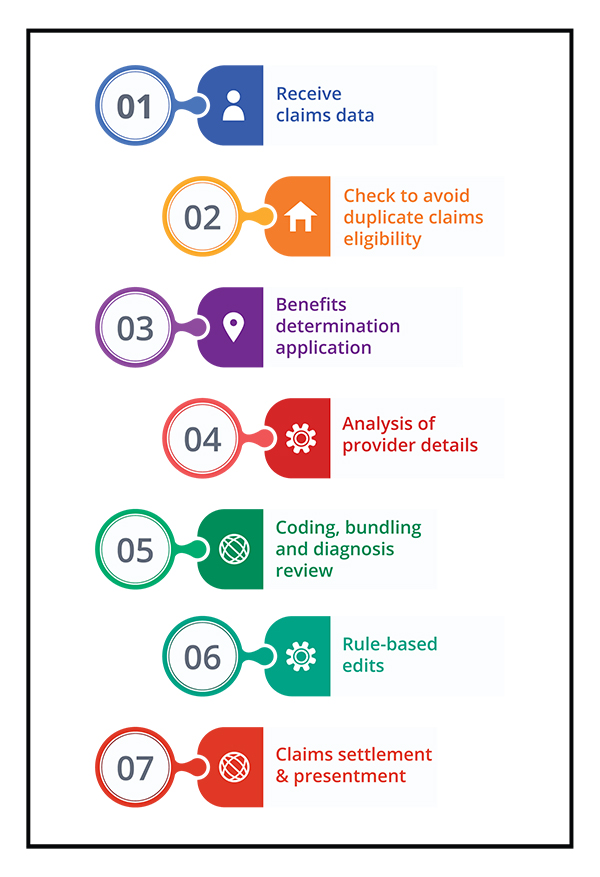 01
Receive
claims data
02
Check to avoid
duplicate claims
eligibility
03
Benefits
determination
application
04
Analysis of
provider details
05
Coding, bundling
and diagnosis
review
06
Rule-based
edits
07
Claims settlement
& presentment